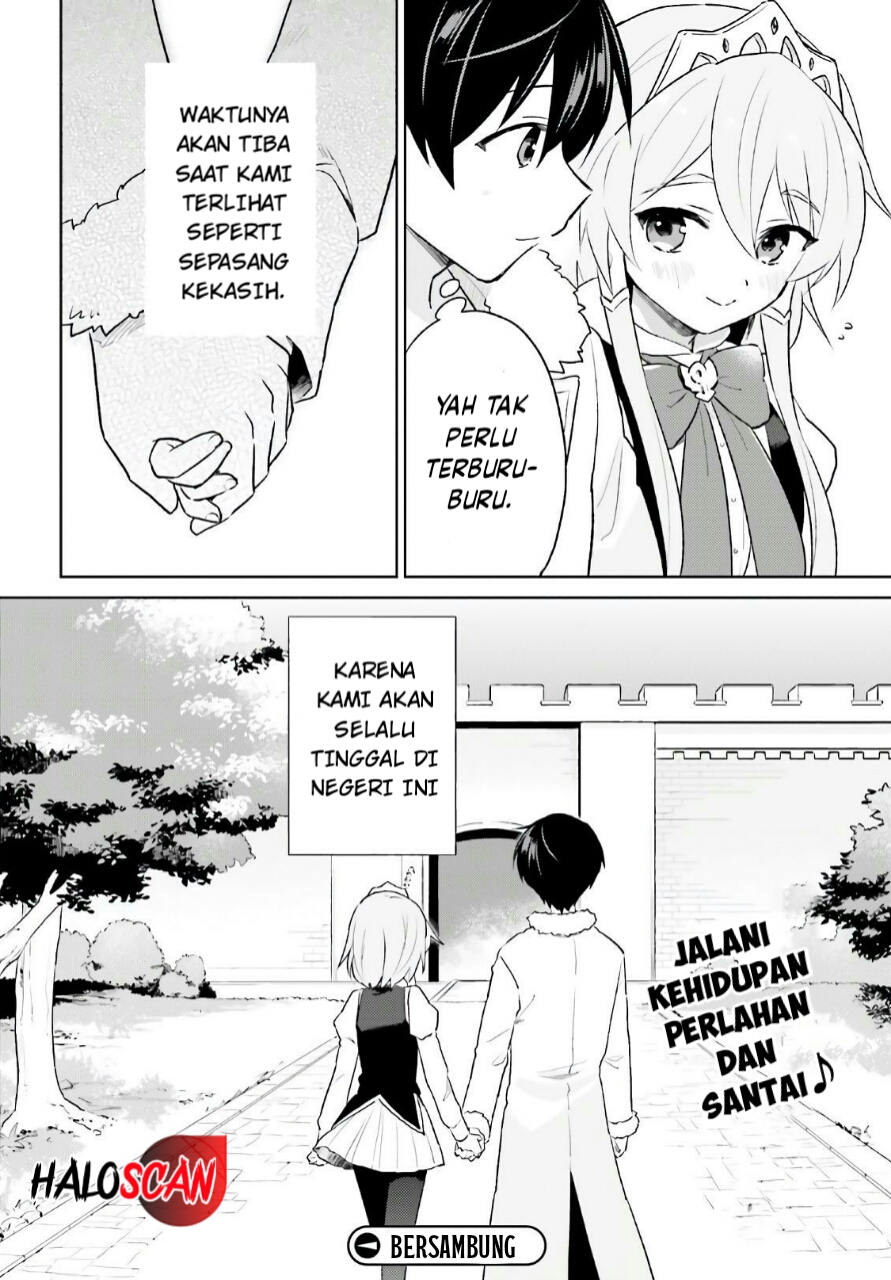 YAH TAK
PERLU
TERBURU-
BURU.
WAKTUNYA
AKAN TIBA
SAAT KAMI
TERLIHAT
SEPERTI
SEPASANG
KEKASIH.
KARENA
KAMI AKAN
SELALU
TINGGAL DI
NEGERI INI
JALANI
KEHIDUPAN
PERLAHAN
DAN
SANTAI♪
HALOSCAN
BERSAMBUNG